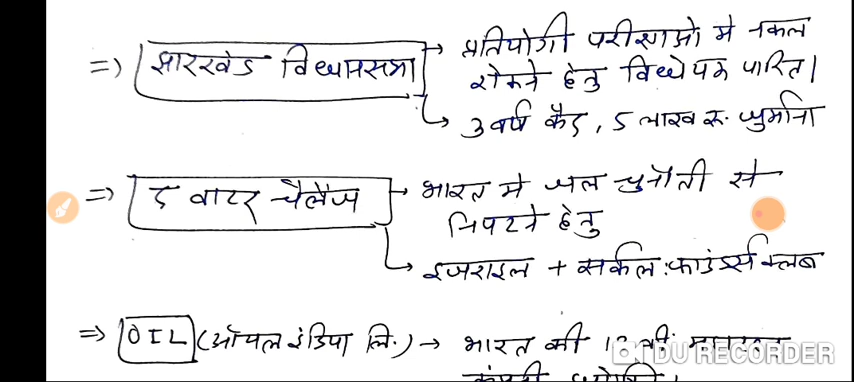 => झारखंड विधानसभा → प्रतियोगी परीक्षाओं में नकल
रोकने हेतु विधेयक पारित।
→ 3 वर्ष कैद, 5 लाख रू. जुर्माना
=> द वाटर चैलेंज → भारत में जल चुनौती से
निपटने हेतु
→ इजराइल + सर्कल: फाउंडर्स क्लब
=> OIL (ऑयल इंडिया लि.) → भारत की
DU RECORDER